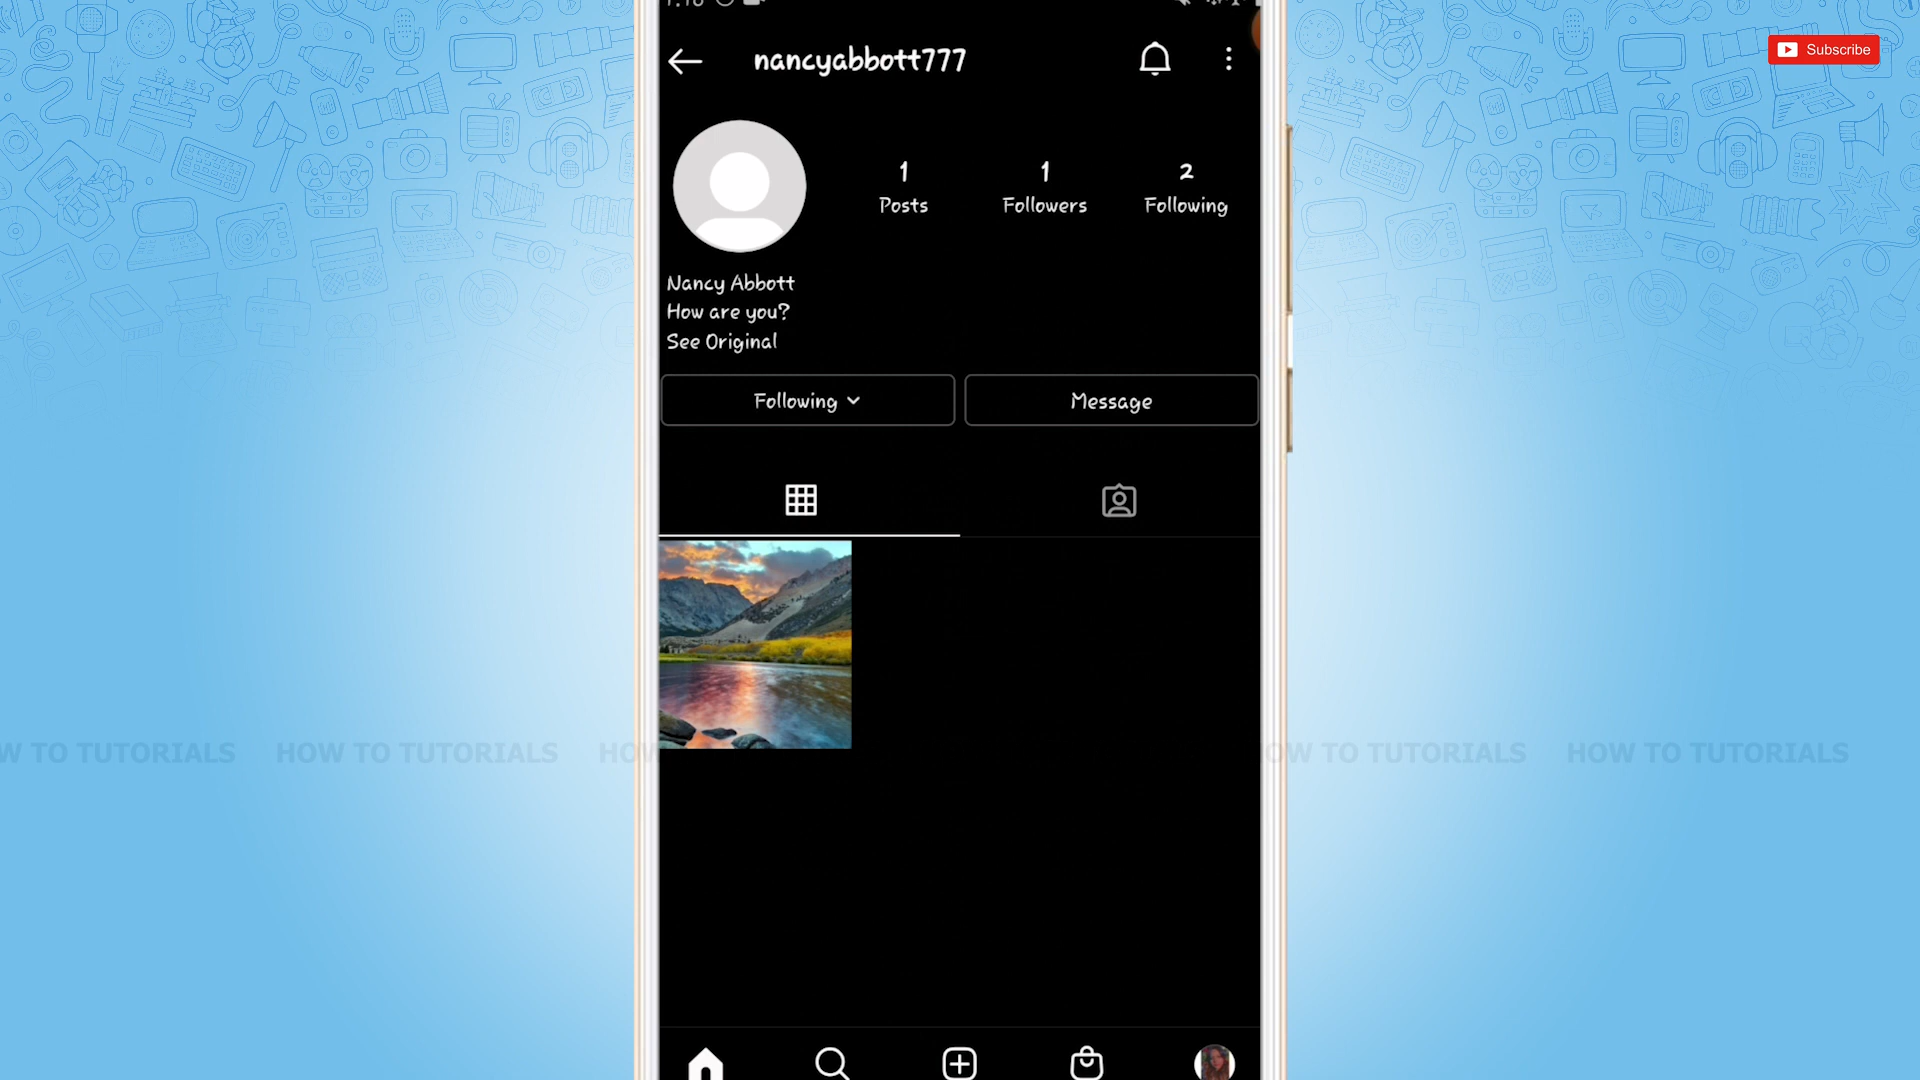 nancyabbott777
Subscribe
1
1
2
Posts
Followers
Following
Nancy Abbott
How are you?
See Original
Following
Message
W TO TUTORIALS
HOW TO TUTORIALS
HOW
OW TO TUTORIALS
HOW TO TUTORIALS